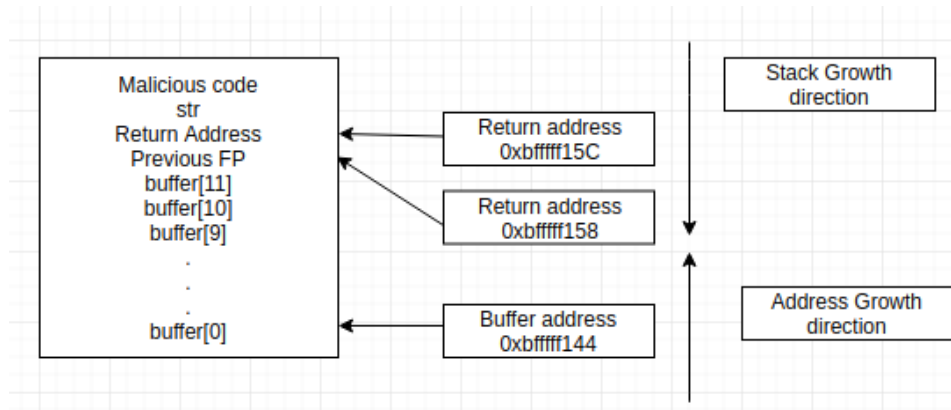 Malicious code
str
Return Address
Previous FP
buffer[11]
buffer[10]
buffer[9]
.
.
.
buffer[0]
Return address
0xbfffff15C
Return address
0xbfffff158
Buffer address
0xbfffff144
Stack Growth
direction
Address Growth
direction